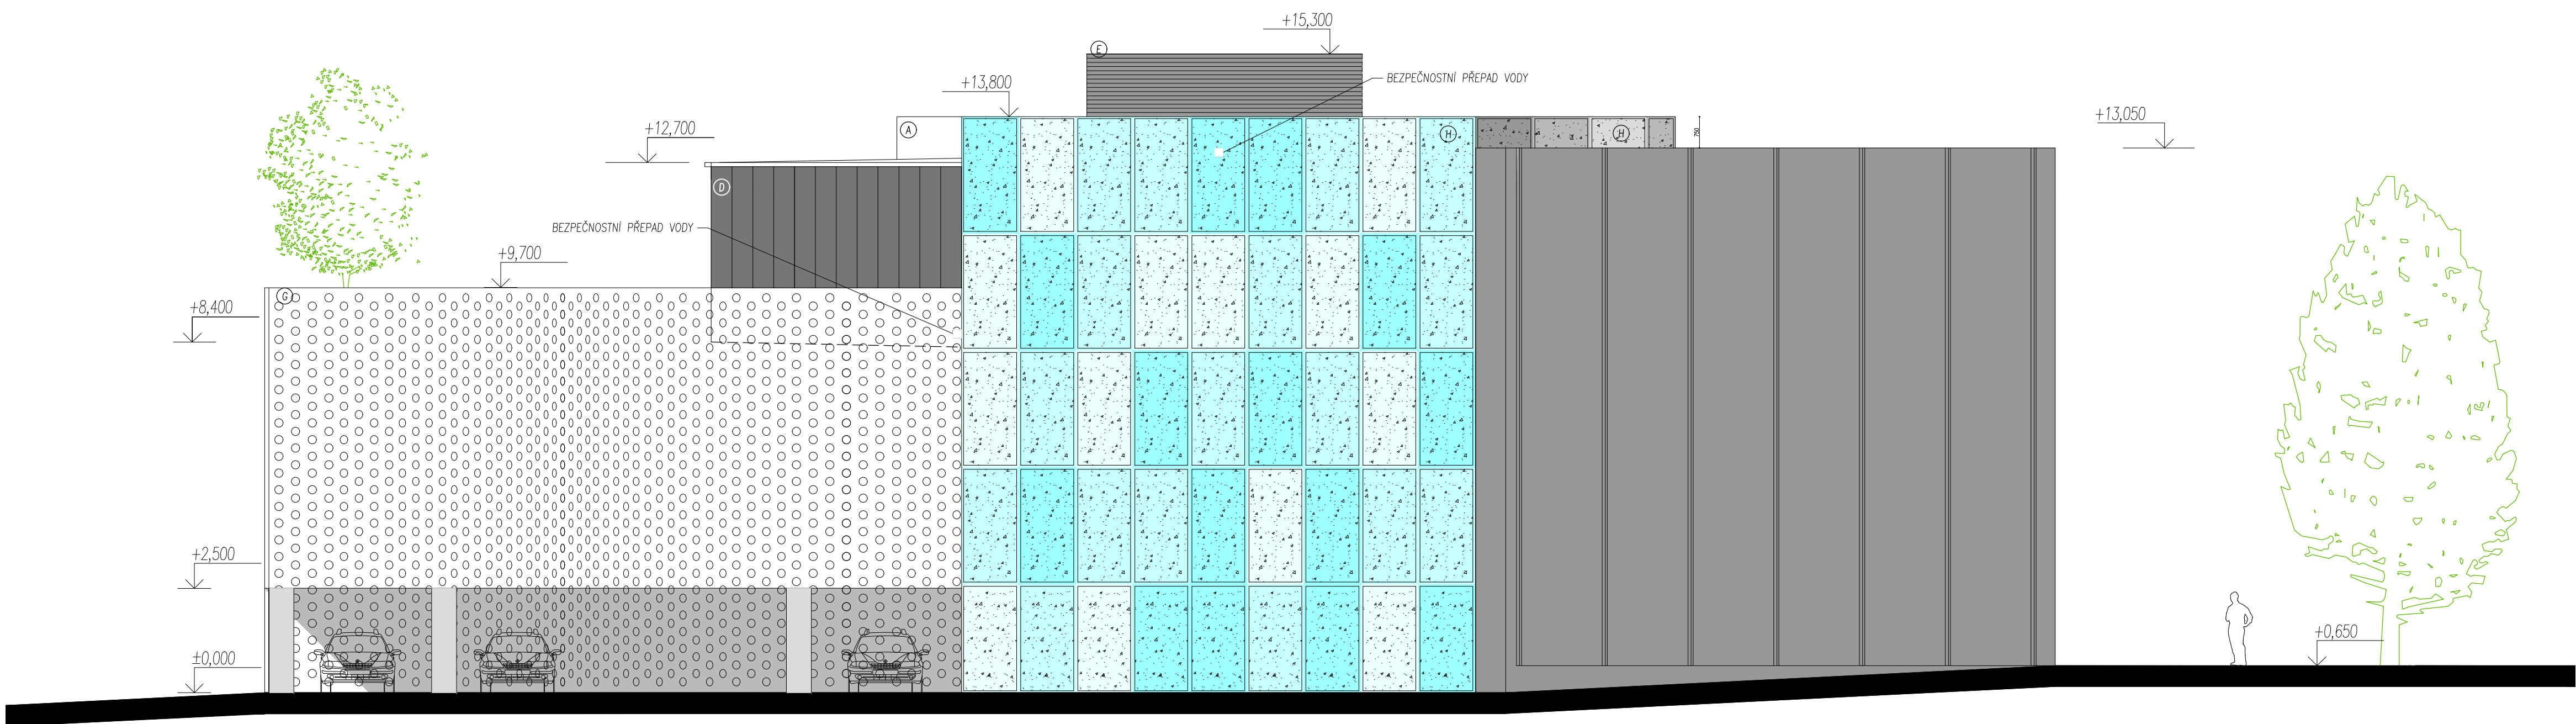 +15,300
E
BEZPEČNOSTNÍ PŘEPAD VODY
+13,800
+13,050
+12,700
A
H
H
750
D
BEZPEČNOSTNÍ PŘEPAD VODY
+9,700
G
+8,400
+2,500
+0,650
±0,000